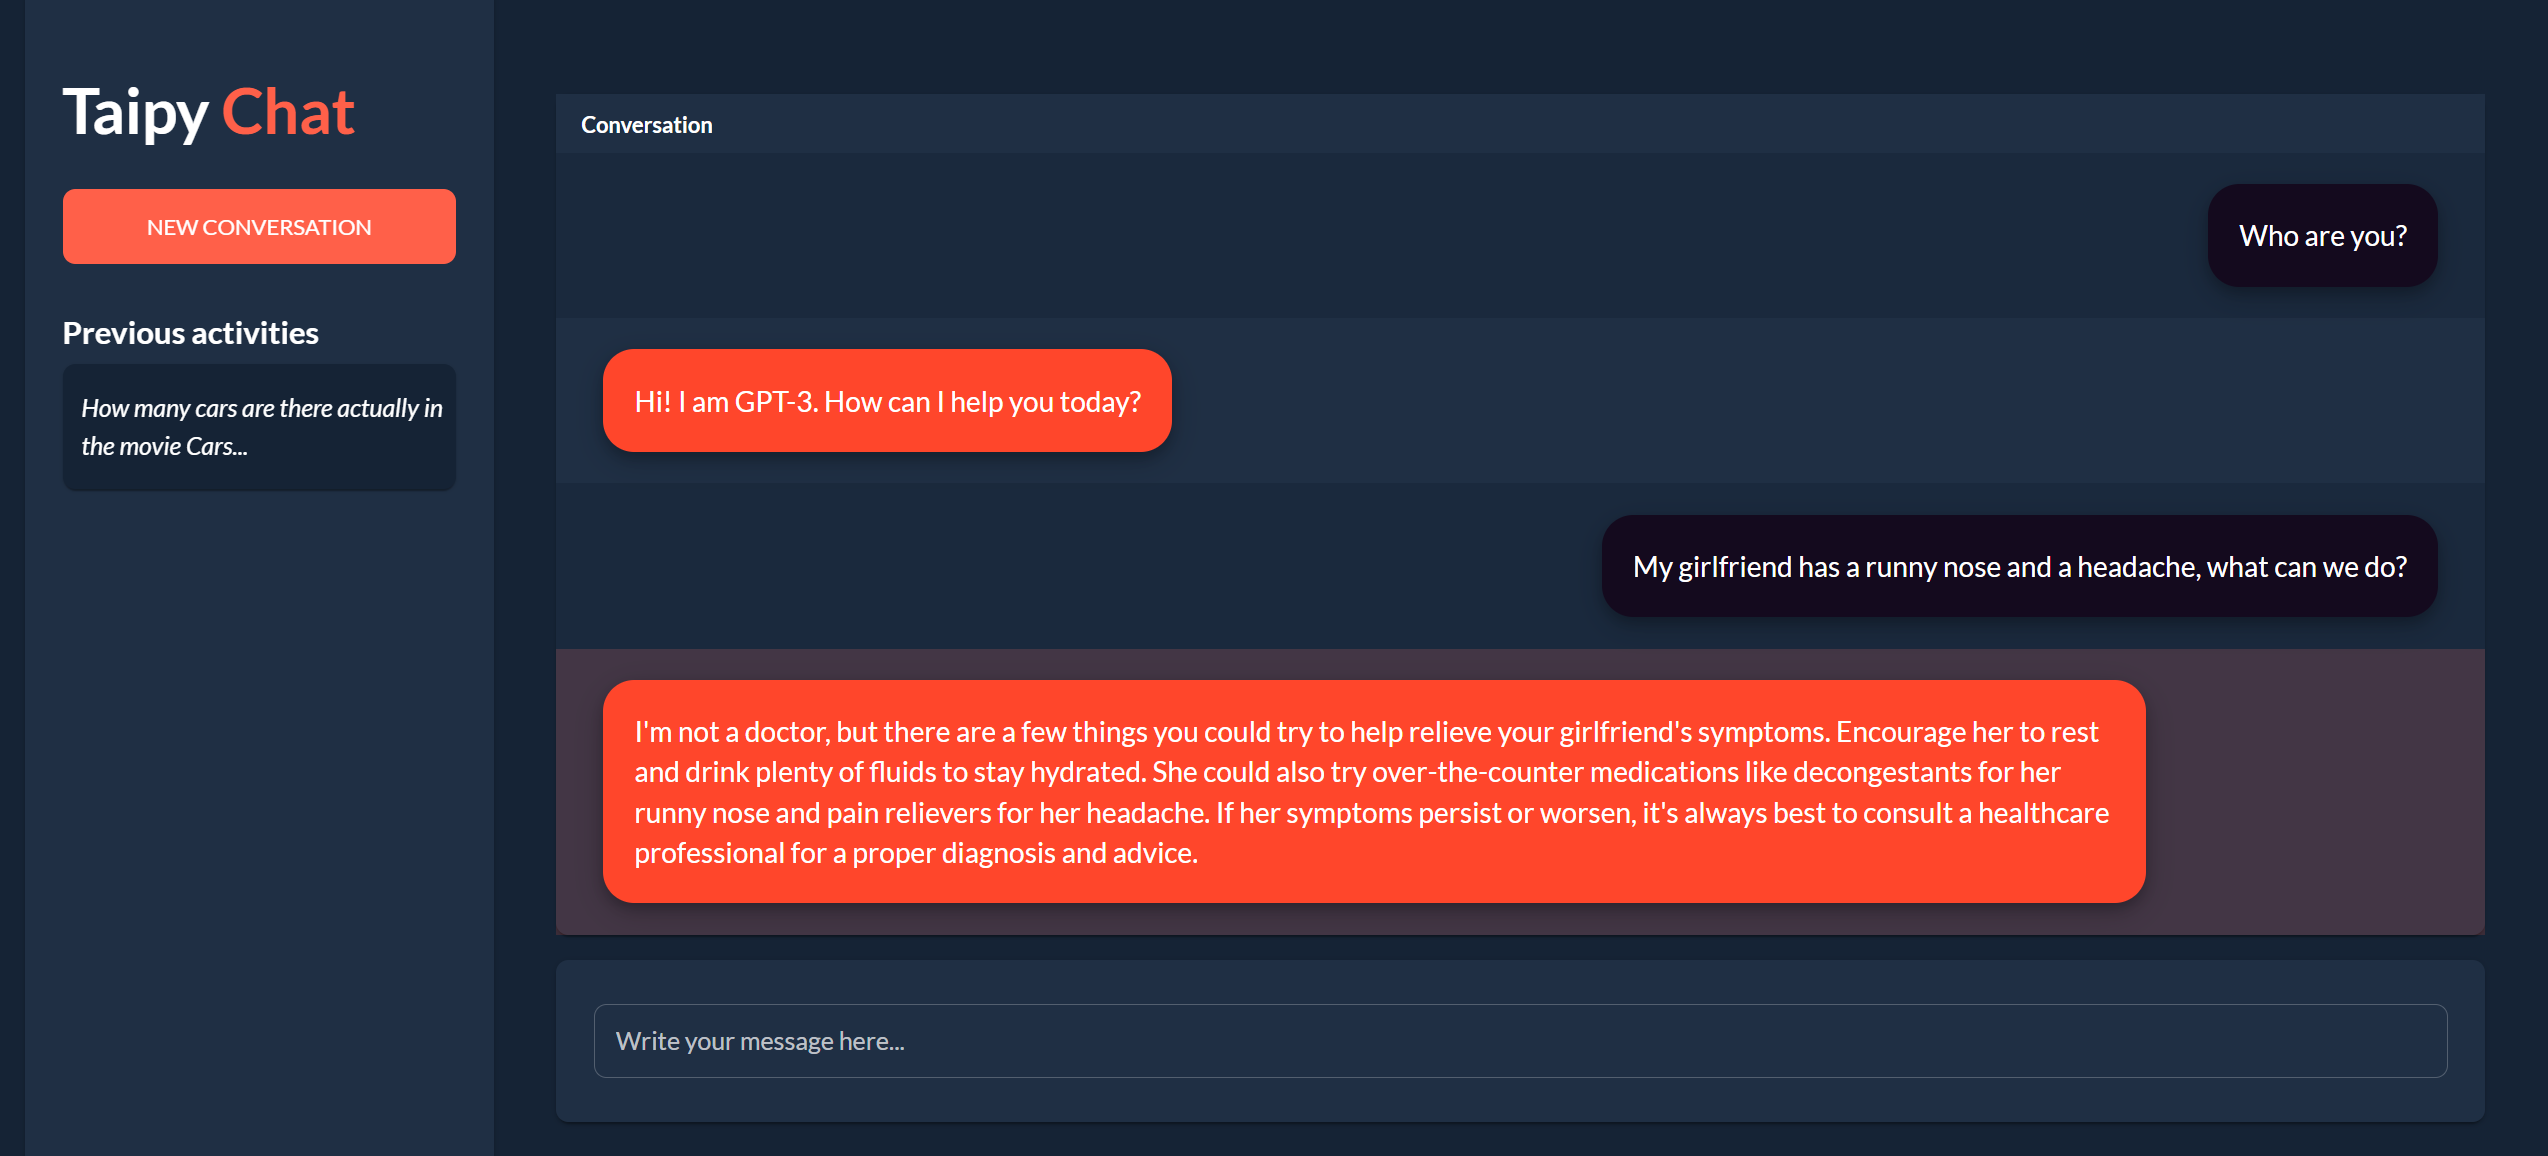 Taipy Chat
NEW CONVERSATION
Previous activities
How many cars are there actually in
the movie Cars...
Conversation
Who are you?
Hi! I am GPT-3. How can I help you today?
My girlfriend has a runny nose and a headache, what can we do?
I'm not a doctor, but there are a few things you could try to help relieve your girlfriend's symptoms. Encourage her to rest
and drink plenty of fluids to stay hydrated. She could also try over-the-counter medications like decongestants for her
runny nose and pain relievers for her headache. If her symptoms persist or worsen, it's always best to consult a healthcare
professional for a proper diagnosis and advice.
Write your message here...